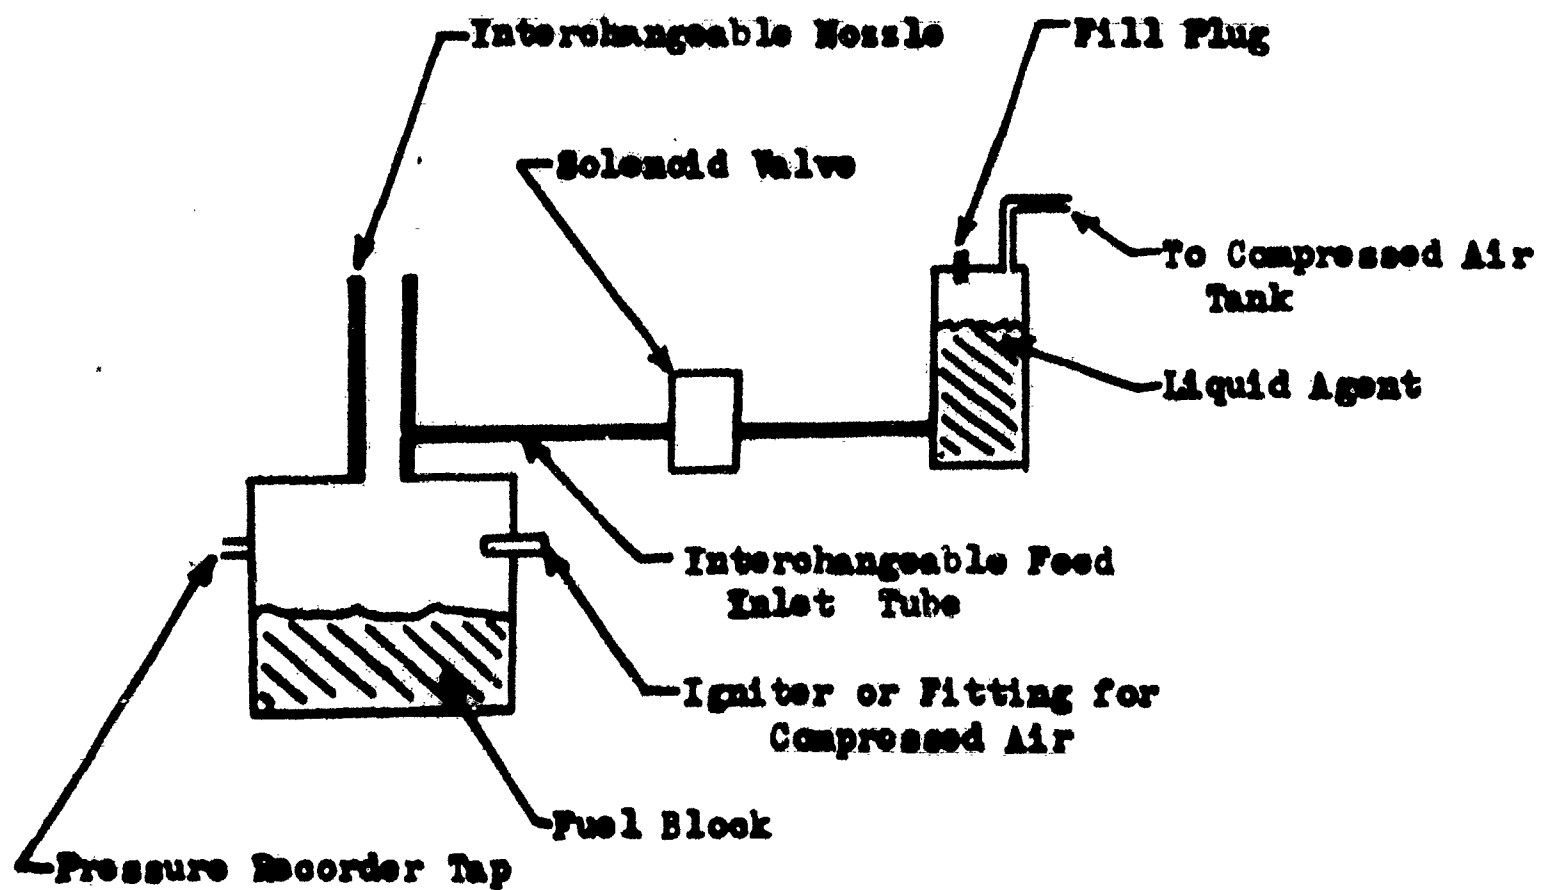 Interchangeable Nozzle
Fill Plug
Solenoid Valve
To Compressed Air
Tank
Liquid Agent
Interchangeable Feed
Inlet Tube
Igniter or Fitting for
Compressed Air
Fuel Block
Pressure Recorder Tap